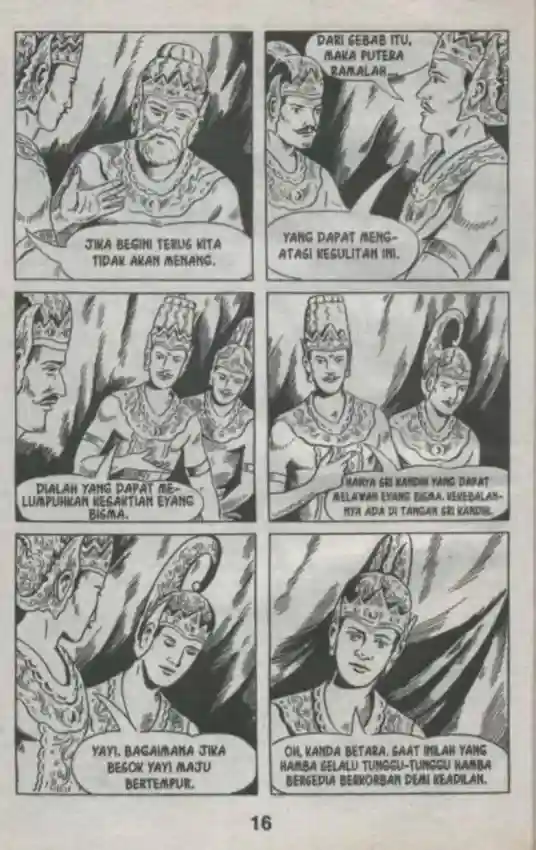 JIKA BEGINI TERUS KITA
TIDAK AKAN MENANG.
DARI SEBAB ITU,
MAKA PUTERA
RAMALAH...
YANG DAPAT MENG-
ATASI KESULITAN INI.
DIALAH YANG DAPAT ME-
LUMPUHKAN KESAKTIAN EYANG
BISMA.
HANYA SRI KANDIH YANG DAPAT
MELAWAN EYANG BISMA. KEKEBALAN-
NYA ADA DI TANGAN SRI KANDIH.
YAYI, BAGAIMANA JIKA
BESOK YAYI MAJU
BERTEMPUR.
OH, KANDA BETARA. SAAT INILAH YANG
HAMBA SELALU TUNGGU-TUNGGU HAMBA
BERSEDIA BERKORBAN DEMI KEADILAN.
16